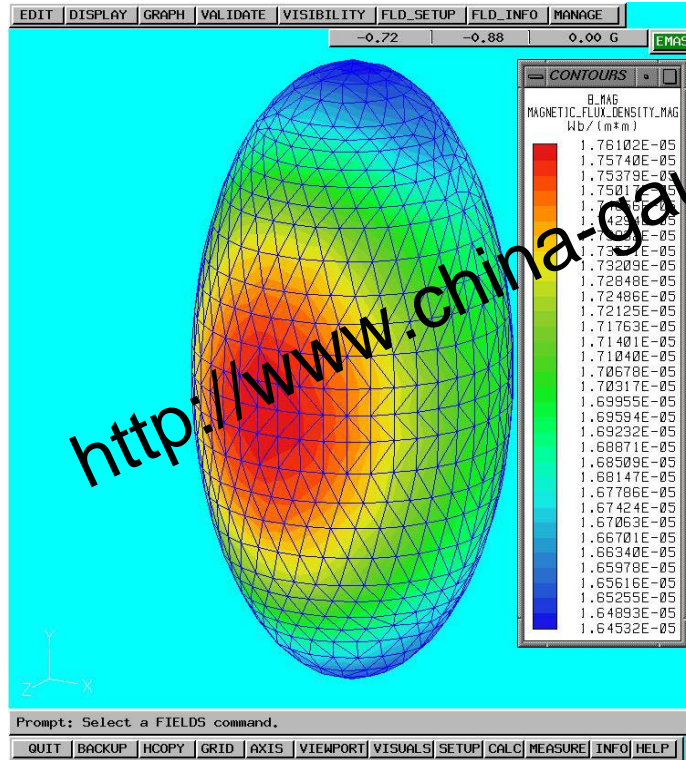 EDIT DISPLAY GRAPH VALIDATE VISIBILITY FLD_SETUP FLD_INFO MANAGE
-0.72 -0.88 0.00 G
EMAS
CONTOURS
B_MAG
MAGNETIC_FLUX_DENSITY_MAG
Wb/(m*m)
1.76102E-05
1.75740E-05
1.75379E-05
1.73209E-05
1.72848E-05
1.72486E-05
1.72125E-05
1.71763E-05
1.71401E-05
1.71040E-05
1.70678E-05
1.70317E-05
1.69955E-05
1.69594E-05
1.69232E-05
1.68871E-05
1.68509E-05
1.68147E-05
1.67786E-05
1.67424E-05
1.67063E-05
1.66701E-05
1.66340E-05
1.65978E-05
1.65616E-05
1.65255E-05
1.64893E-05
1.64532E-05
http://www.china-gau
Y
Z X
Prompt: Select a FIELDS command.
QUIT BACKUP HCOPY GRID AXIS VIEWPORT VISUALS SETUP CALC MEASURE INFO HELP